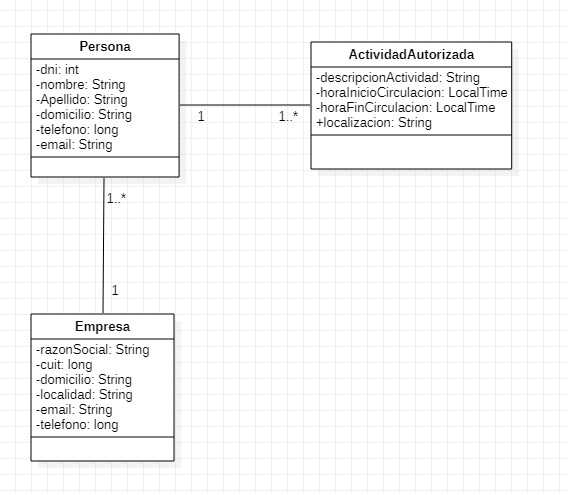 Persona
-dni: int
-nombre: String
-Apellido: String
-domicilio: String
-telefono: long
-email: String
1
1..*
ActividadAutorizada
-descripcionActividad: String
-horaInicioCirculacion: LocalTime
-horaFinCirculacion: LocalTime
+localizacion: String
1..*
1
Empresa
-razonSocial: String
-cuit: long
-domicilio: String
-localidad: String
-email: String
-telefono: long